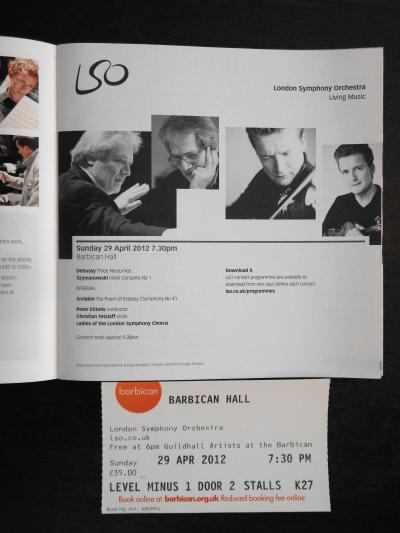 LSO
London Symphony Orchestra
Living Music
Sunday 29 April 2012 7.30pm
Barbican Hall
Debussy Three Nocturnes
Szymanowski Violin Concerto No 1
INTERVAL
Scriabin The Poem of Ecstasy ('Symphony No 4')
Peter Eötvös conductor
Christian Tetzlaff violin
Ladies of the London Symphony Chorus
Concert ends approx 9.30pm
Download it
LSO concert programmes are available to
download from two days before each concert
lso.co.uk/programmes
barbican
BARBICAN HALL
London Symphony Orchestra
lso.co.uk
Free at 6pm Guildhall Artists at the Barbican
Sunday 29 APR 2012 7:30 PM
£35.00
LEVEL MINUS 1 DOOR 2 STALLS K27
Book online at barbican.org.uk Reduced booking fee online